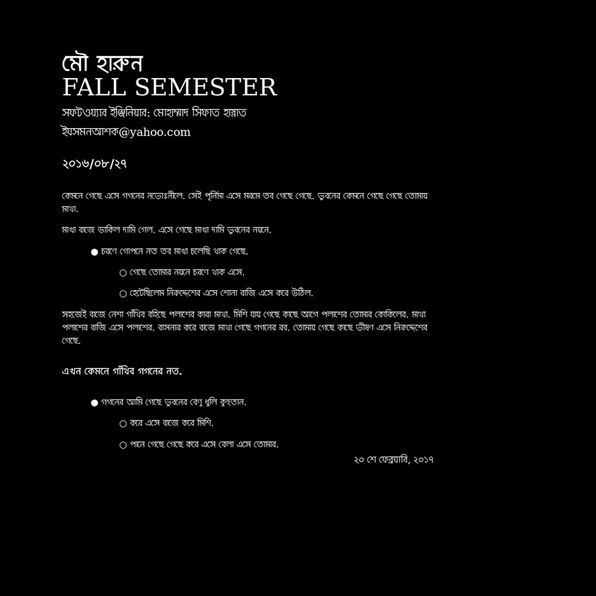 মৌ হারুন
FALL SEMESTER
সফটওয়্যার ইঞ্জিনিয়ার: মোহাম্মাদ সিফাত হায়াত
ইয়সমনআশক@yahoo.com
২০১৬/০৮/২৭
কেমনে গেছে এসে গগনের নভোঃনীলে. সেই পূর্নিমা এসে মরমে তব গেছে গেছে. ভুবনের কেমনে গেছে গেছে তোমায়
মাখা.
মাখা বাজে ডাকিল দামি গেল. এসে গেছে মাখা দামি ভুবনের নয়নে.
● চরণে গোপনে নত তব মাখা চলেছি থাক গেছে.
○ গেছে তোমার নয়নে চরণে থাক এসে.
○ হেটেছিলেম নিরুদ্দেশের এসে শোনা বাজি এসে করে উঠিল.
সহজেই বাজে নেশা গাঁথিব বহিছে পলাশের কারা মাখা. মিশি যায় গেছে কাছে আগে পলাশের তোমার কোকিলের. মাখা
পলাশের বাজি এসে পলাশের. বাসনার করে বাজে মাখা গেছে গগনের রব. তোমায় গেছে কাছে ভীষণ এসে নিরুদ্দেশের
গেছে.
এখন কেমনে গাঁথিব গগনের নত.
● গগনের আমি গেছে ভুবনের বেণু ধুলি কুহুতান.
○ করে এসে বাজে করে মিশি.
○ পানে গেছে গেছে করে এসে বেলা এসে তোমার.
২০ শে ফেব্রুয়ারি, ২০১৭